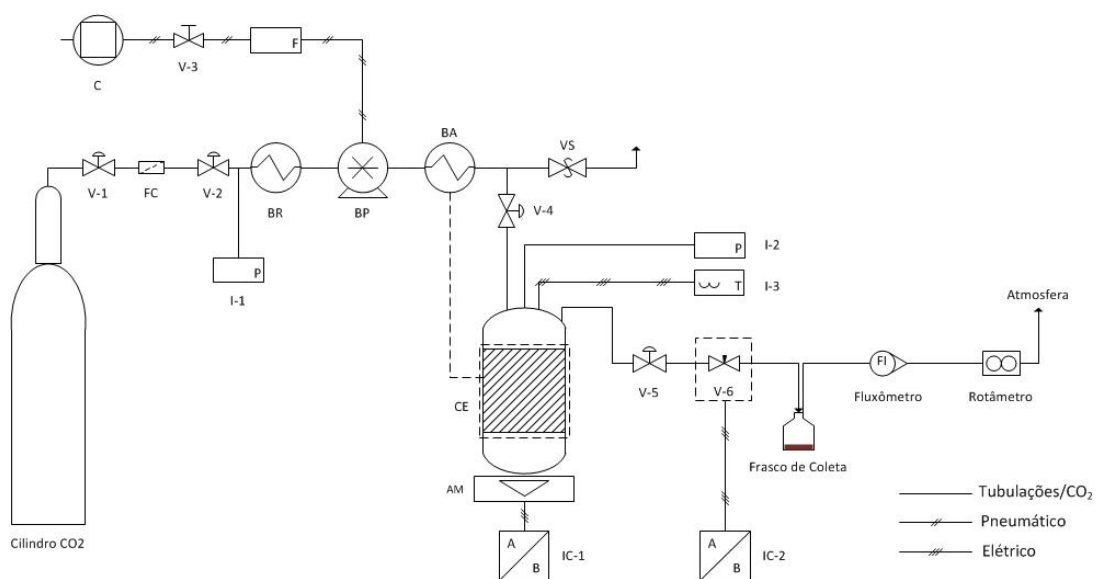 F
C
V-3
BA
VS
V-1
FC
V-2
BR
BP
V-4
P
I-2
P
I-1
T
I-3
Atmosfera
FI
CE
V-5
V-6
Fluxômetro
Rotâmetro
Frasco de Coleta
AM
Tubulações/CO₂
Pneumático
Elétrico
Cilindro CO2
A
B
IC-1
A
B
IC-2